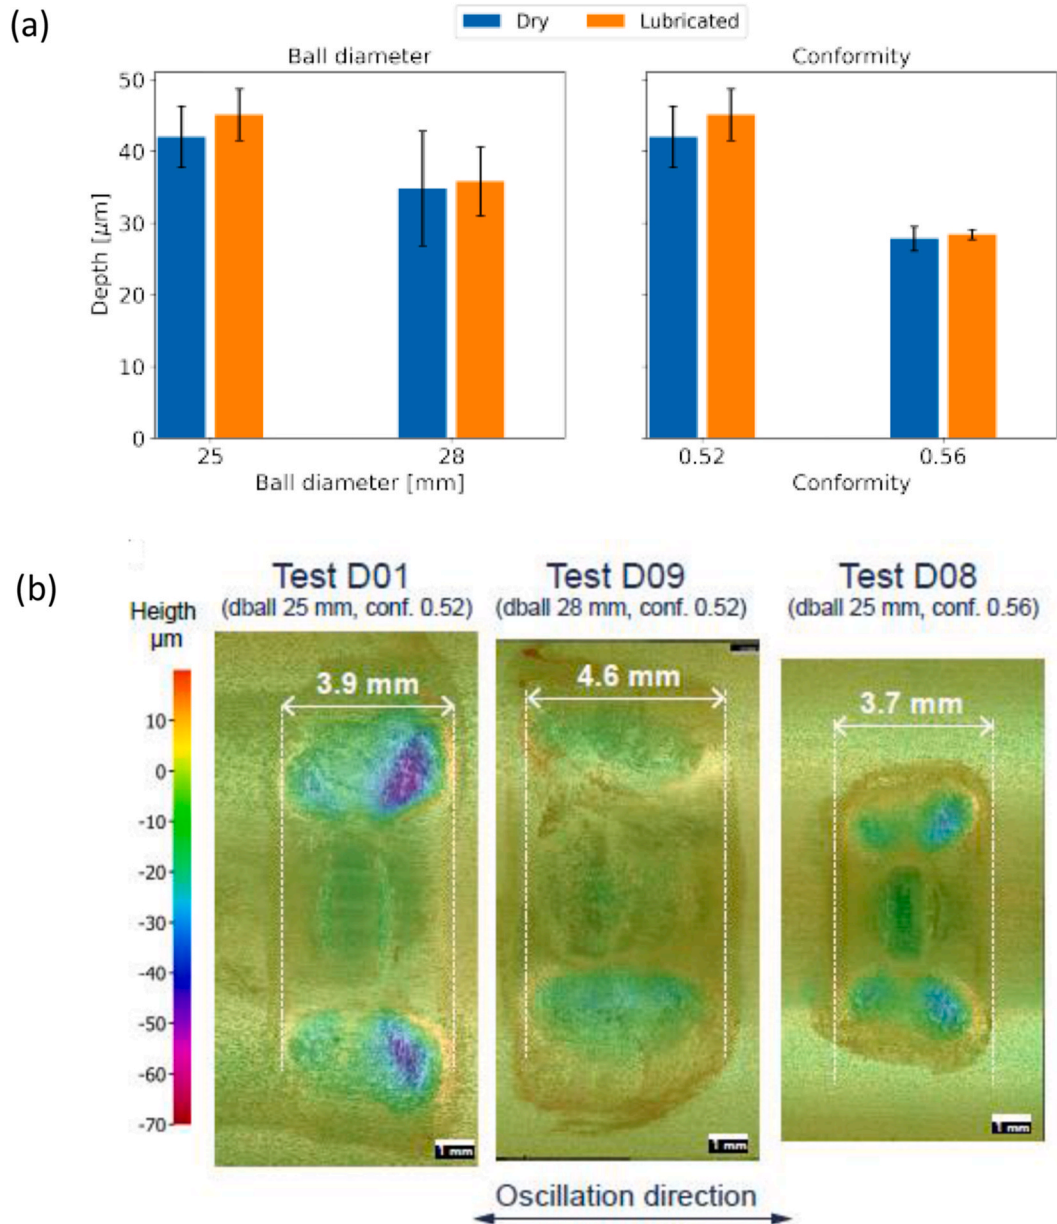 (a)
Dry Lubricated
Ball diameter
Conformity
Depth [μm]
50
40
30
20
10
0
25 28
Ball diameter [mm]
0.52 0.56
Conformity
(b)
Test D01
(dball 25 mm, conf. 0.52)
Test D09
(dball 28 mm, conf. 0.52)
Test D08
(dball 25 mm, conf. 0.56)
Heigth
μm
10
0
-10
-20
-30
-40
-50
-60
-70
3.9 mm
4.6 mm
3.7 mm
1 mm
1 mm
1 mm
Oscillation direction